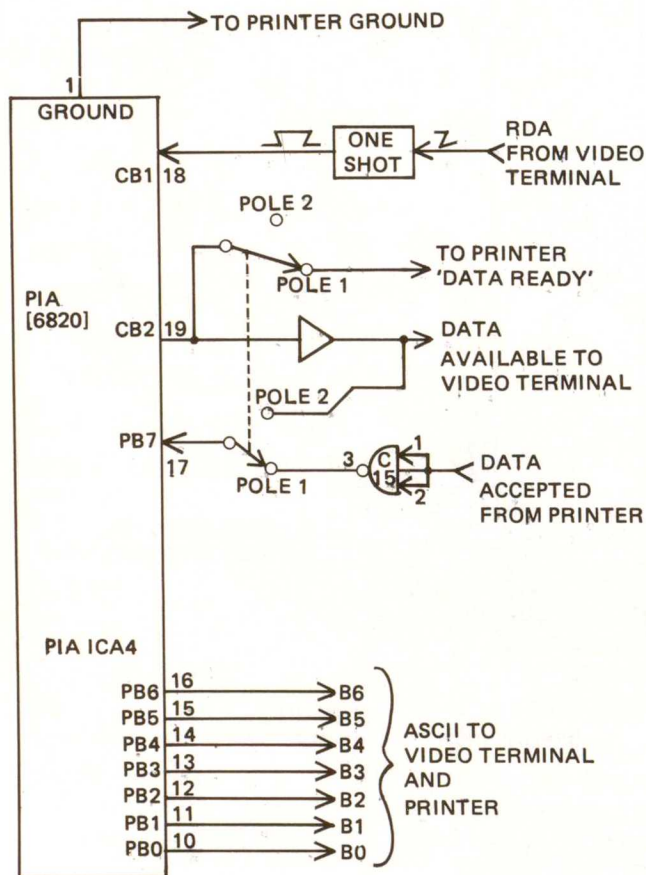 TO PRINTER GROUND
1
GROUND
ONE
SHOT
RDA
FROM VIDEO
TERMINAL
CB1 18
POLE 2
TO PRINTER
'DATA READY'
POLE 1
PIA
[6820]
CB2 19
DATA
AVAILABLE TO
VIDEO TERMINAL
POLE 2
PB7
17
POLE 1
3
C
15
1
2
DATA
ACCEPTED
FROM PRINTER
PIA ICA4
PB6 16 B6
PB5 15 B5
PB4 14 B4
PB3 13 B3
PB2 12 B2
PB1 11 B1
PB0 10 B0
ASCII TO
VIDEO TERMINAL
AND
PRINTER